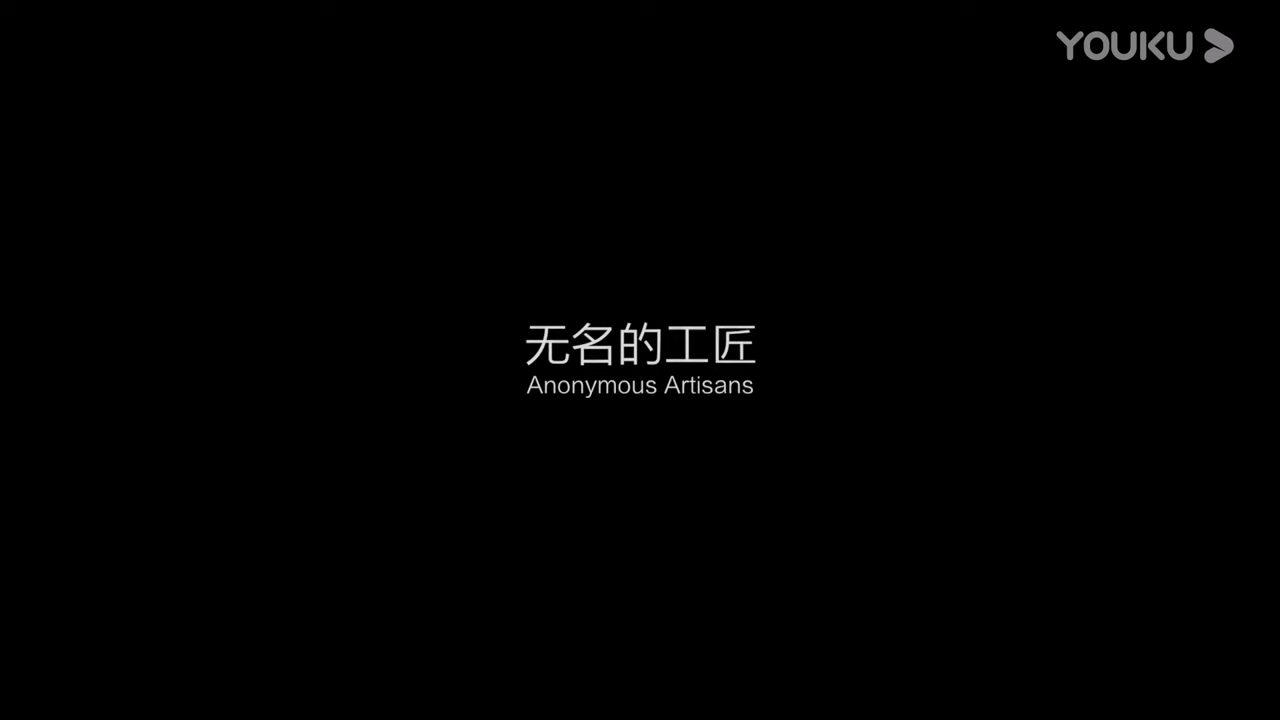 YOUKU
无名的工匠
Anonymous Artisans